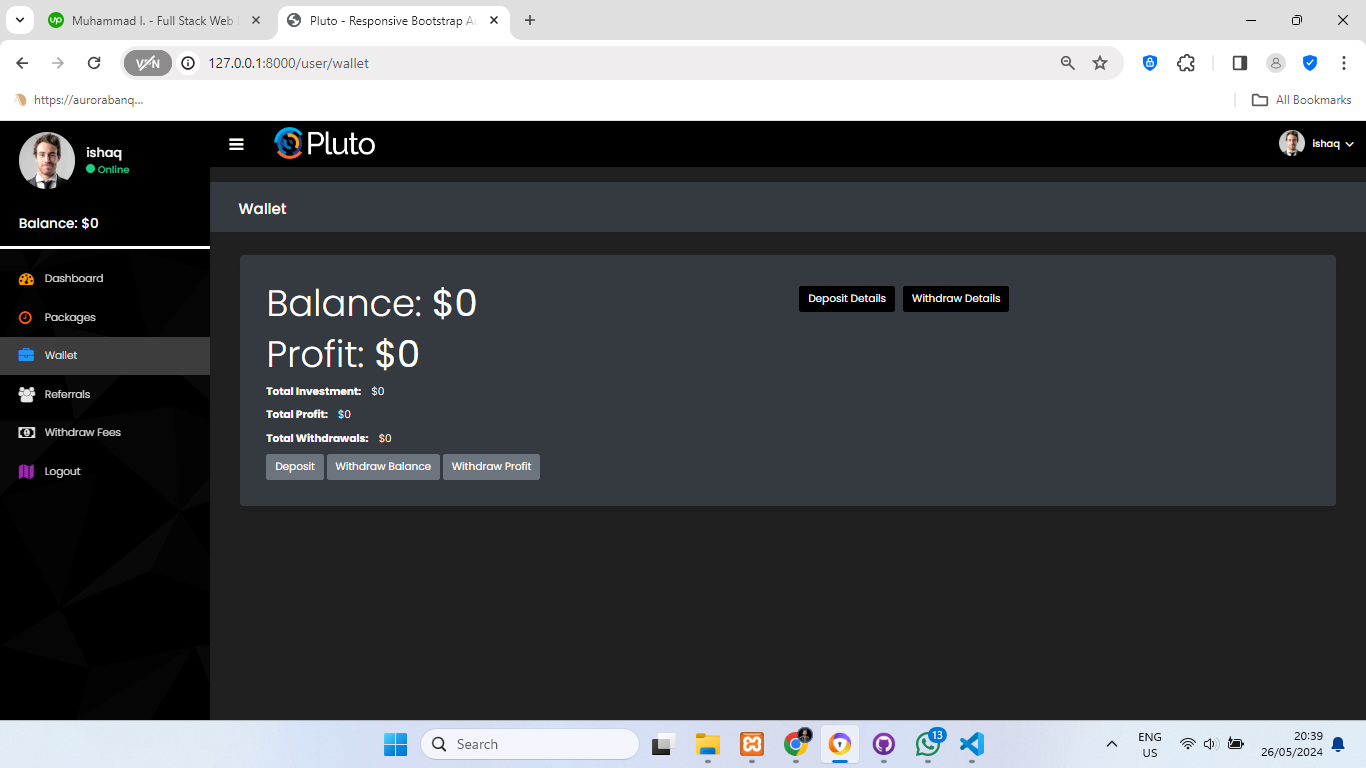 Muhammad I. - Full Stack Web
Pluto - Responsive Bootstrap Ad
VPN
127.0.0.1:8000/user/wallet
https://aurorabanq...
All Bookmarks
ishaq
Online
Balance: $0
Pluto
ishaq
Wallet
Dashboard
Packages
Wallet
Referrals
Withdraw Fees
Logout
Balance: $0
Profit: $0
Total Investment: $0
Total Profit: $0
Total Withdrawals: $0
Deposit Withdraw Balance Withdraw Profit
Deposit Details Withdraw Details
Search
13
ENG
US
20:39
26/05/2024